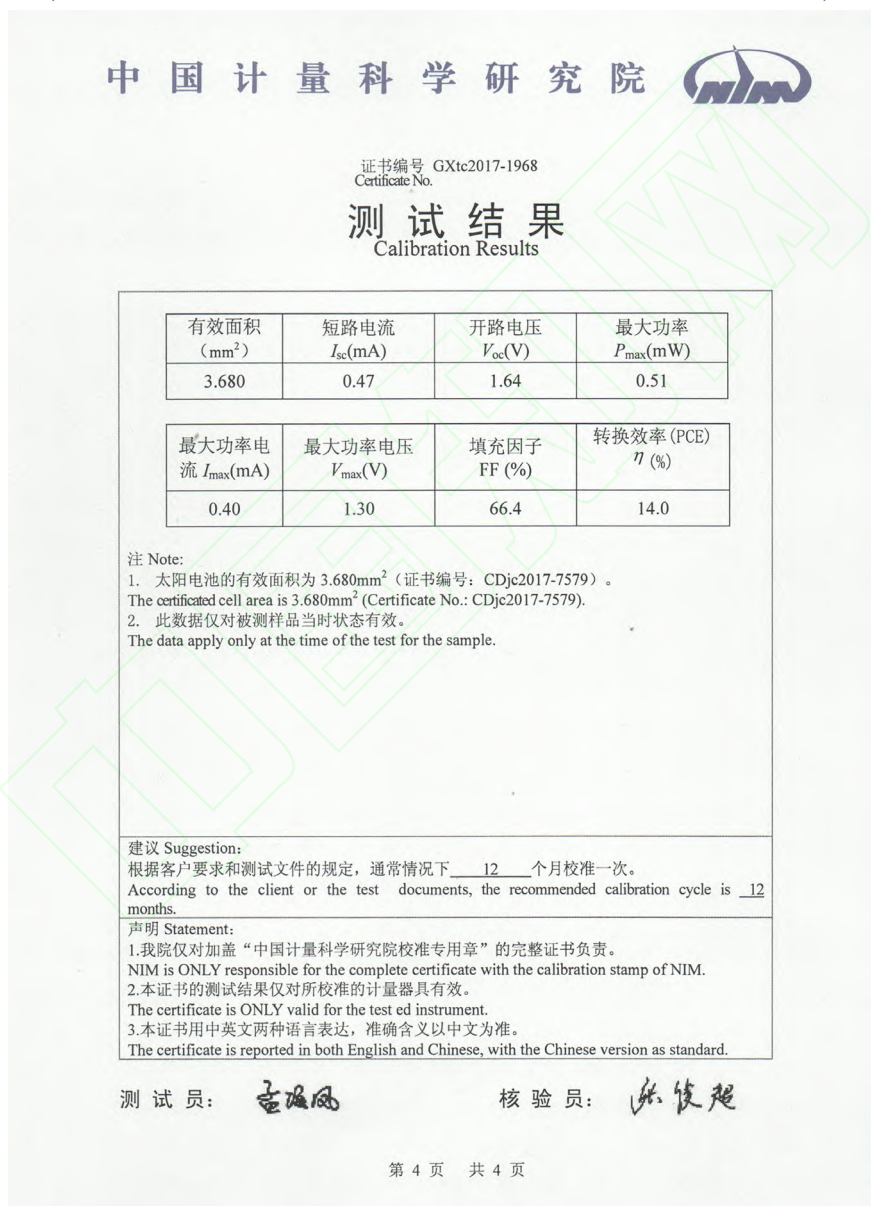 中国计量科学研究院 NIM
证书编号 GXtc2017-1968
Certificate No.
测试结果
Calibration Results
有效面积 短路电流 开路电压 最大功率
（mm²） Isc(mA) Voc(V) Pmax(mW)
3.680 0.47 1.64 0.51
最大功率电 最大功率电压 填充因子 转换效率(PCE)
流 Imax(mA) Vmax(V) FF (%) η (%)
0.40 1.30 66.4 14.0
注 Note:
1. 太阳电池的有效面积为 3.680mm²（证书编号：CDjc2017-7579）。
The certificated cell area is 3.680mm² (Certificate No.: CDjc2017-7579).
2. 此数据仅对被测样品当时状态有效。
The data apply only at the time of the test for the sample.
建议 Suggestion:
根据客户要求和测试文件的规定，通常情况下 12 个月校准一次。
According to the client or the test documents, the recommended calibration cycle is 12
months.
声明 Statement:
1.我院仅对加盖“中国计量科学研究院校准专用章”的完整证书负责。
NIM is ONLY responsible for the complete certificate with the calibration stamp of NIM.
2.本证书的测试结果仅对所校准的计量器具有效。
The certificate is ONLY valid for the test ed instrument.
3.本证书用中英文两种语言表达，准确含义以中文为准。
The certificate is reported in both English and Chinese, with the Chinese version as standard.
测试员： 核验员：
第 4 页 共 4 页